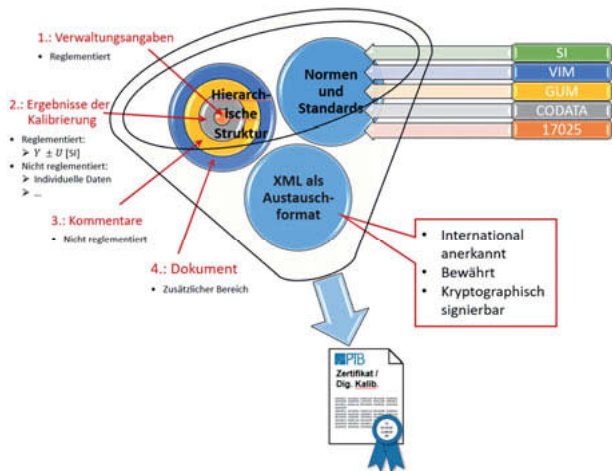 1.: Verwaltungsangaben
• Reglementiert
2.: Ergebnisse der
Kalibrierung
• Reglementiert:
➢ Y ± U [SI]
• Nicht reglementiert:
➢ Individuelle Daten
➢ ...
3.: Kommentare
- Nicht reglementiert
4.: Dokument
• Zusätzlicher Bereich
Hierarch-
ische
Struktur
Normen
und
Standards
XML als
Austausch-
format
SI
VIM
GUM
CODATA
17025
• International
anerkannt
• Bewährt
• Kryptographisch
signierbar
PTB
Zertifikat /
Dig. Kalib.